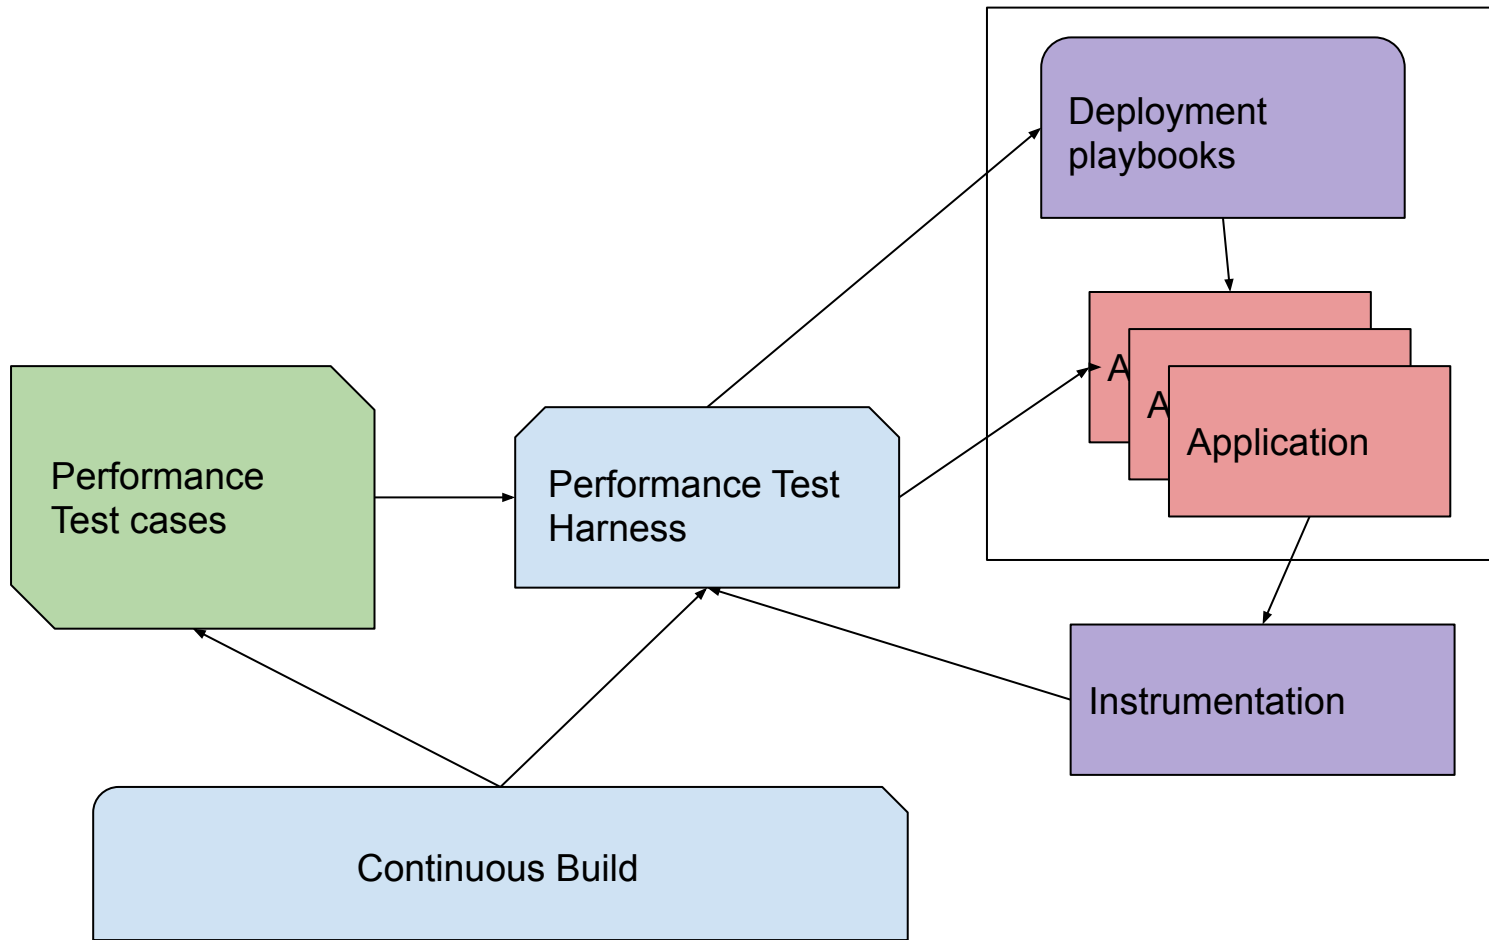 Deployment
playbooks
A
A
Application
Performance
Test cases
Performance Test
Harness
Instrumentation
Continuous Build